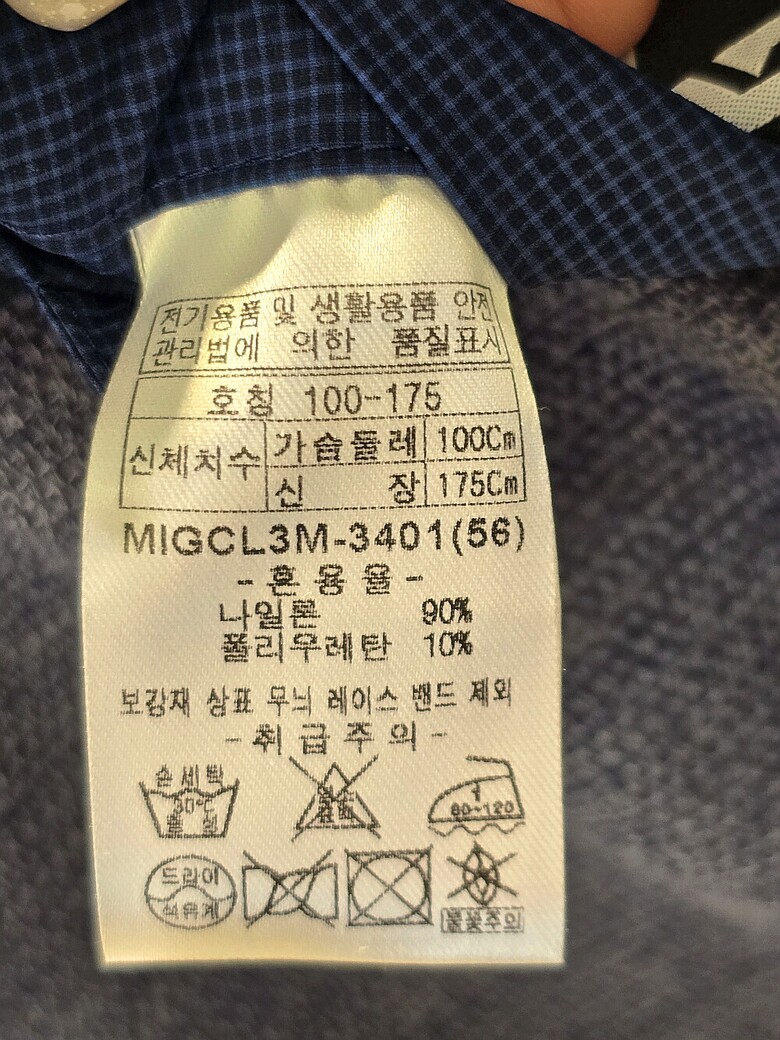 전기용품 및 생활용품 안전
관리법에 의한 품질표시
호칭 100-175
신체치수 가슴둘레 100Cm
신 장 175Cm
MIGCL3M-3401(56)
-혼용율-
나일론 90%
폴리우레탄 10%
보강재 상표 무늬 레이스 밴드 제외
-취급주의-
손세탁
30℃
중 성
1
80~120
드라이
석유계
불꽃주의